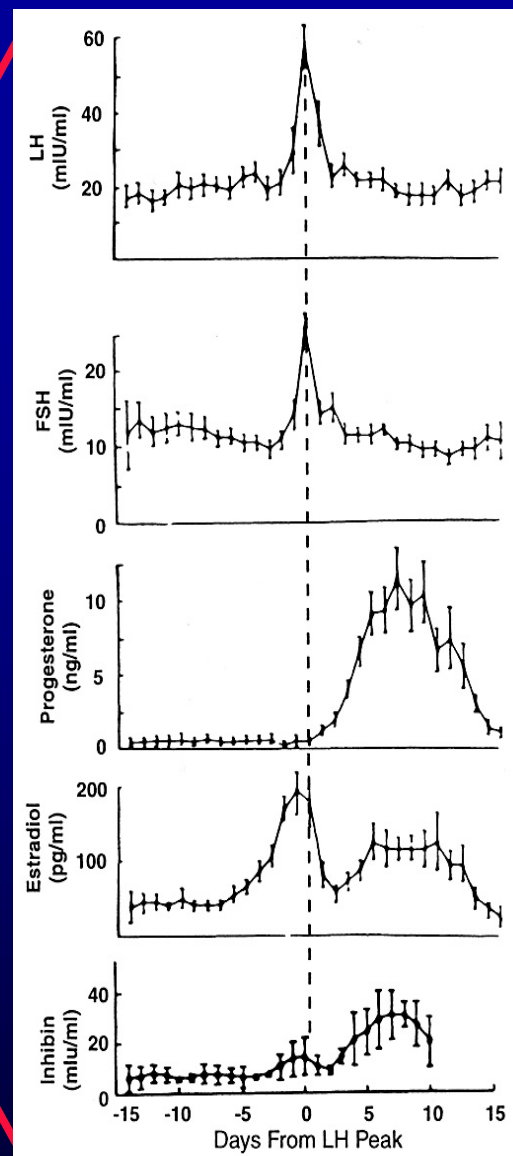 60
40
20
LH
(mIU/ml)
20
10
0
FSH
(mIU/ml)
10
5
0
Progesterone
(ng/ml)
200
100
Estradiol
(pg/ml)
40
20
0
Inhibin
(mIu/ml)
-15 -10 -5 0 5 10 15
Days From LH Peak